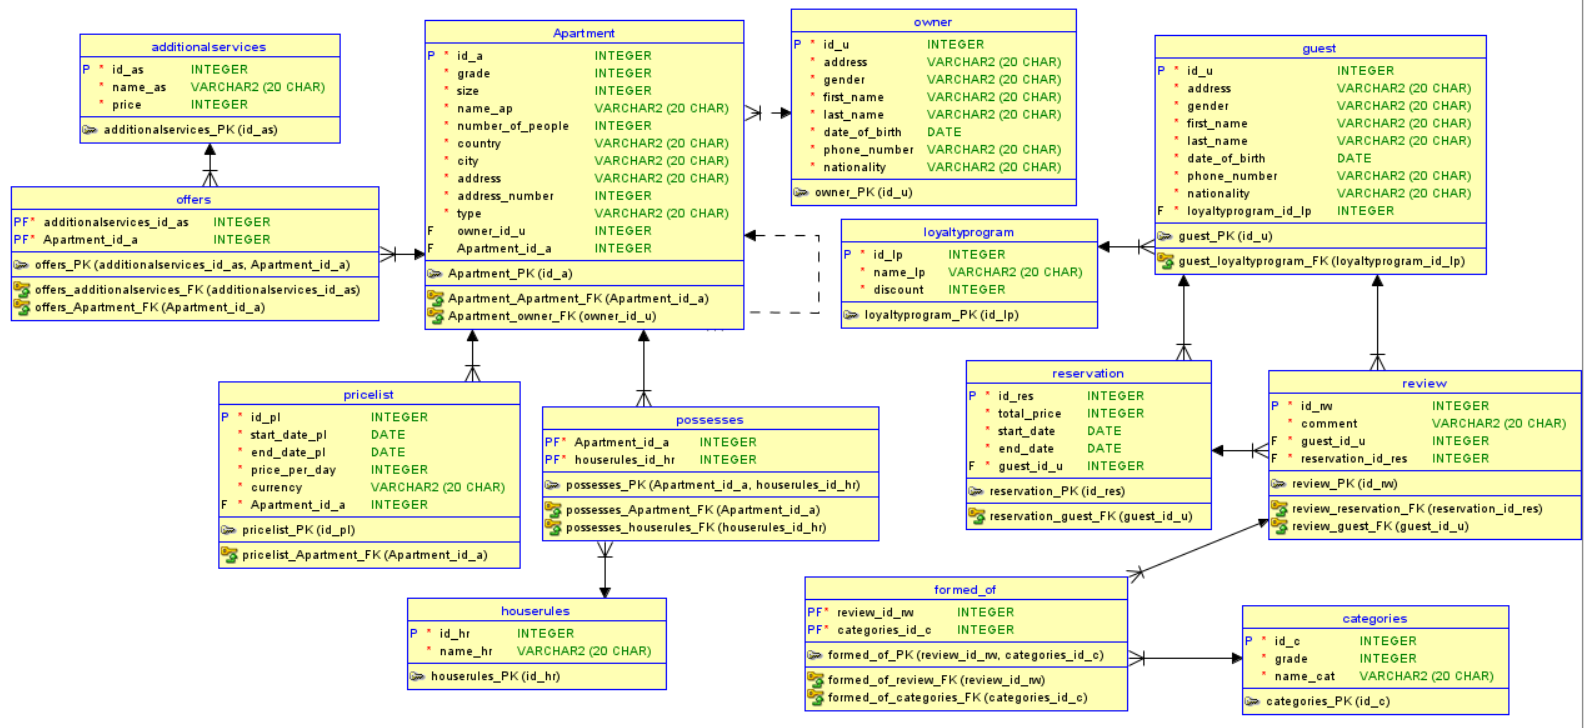 additionalservices
P * id_as INTEGER
* name_as VARCHAR2 (20 CHAR)
* price INTEGER
additionalservices_PK (id_as)
offers
PF* additionalservices_id_as INTEGER
PF* Apartment_id_a INTEGER
offers_PK (additionalservices_id_as, Apartment_id_a)
offers_additionalservices_FK (additionalservices_id_as)
offers_Apartment_FK (Apartment_id_a)
Apartment
P * id_a INTEGER
* grade INTEGER
* size INTEGER
* name_ap VARCHAR2 (20 CHAR)
* number_of_people INTEGER
* country VARCHAR2 (20 CHAR)
* city VARCHAR2 (20 CHAR)
* address VARCHAR2 (20 CHAR)
* address_number INTEGER
* type VARCHAR2 (20 CHAR)
F owner_id_u INTEGER
F Apartment_id_a INTEGER
Apartment_PK (id_a)
Apartment_Apartment_FK (Apartment_id_a)
Apartment_owner_FK (owner_id_u)
owner
P * id_u INTEGER
* address VARCHAR2 (20 CHAR)
* gender VARCHAR2 (20 CHAR)
* first_name VARCHAR2 (20 CHAR)
* last_name VARCHAR2 (20 CHAR)
* date_of_birth DATE
* phone_number VARCHAR2 (20 CHAR)
* nationality VARCHAR2 (20 CHAR)
owner_PK (id_u)
guest
P * id_u INTEGER
* address VARCHAR2 (20 CHAR)
* gender VARCHAR2 (20 CHAR)
* first_name VARCHAR2 (20 CHAR)
* last_name VARCHAR2 (20 CHAR)
* date_of_birth DATE
* phone_number VARCHAR2 (20 CHAR)
* nationality VARCHAR2 (20 CHAR)
F * loyaltyprogram_id_lp INTEGER
guest_PK (id_u)
guest_loyaltyprogram_FK (loyaltyprogram_id_lp)
loyaltyprogram
P * id_lp INTEGER
* name_lp VARCHAR2 (20 CHAR)
* discount INTEGER
loyaltyprogram_PK (id_lp)
pricelist
P * id_pl INTEGER
* start_date_pl DATE
* end_date_pl DATE
* price_per_day INTEGER
* currency VARCHAR2 (20 CHAR)
F * Apartment_id_a INTEGER
pricelist_PK (id_pl)
pricelist_Apartment_FK (Apartment_id_a)
possesses
PF* Apartment_id_a INTEGER
PF* houserules_id_hr INTEGER
possesses_PK (Apartment_id_a, houserules_id_hr)
possesses_Apartment_FK (Apartment_id_a)
possesses_houserules_FK (houserules_id_hr)
houserules
P * id_hr INTEGER
* name_hr VARCHAR2 (20 CHAR)
houserules_PK (id_hr)
reservation
P * id_res INTEGER
* total_price INTEGER
* start_date DATE
* end_date DATE
F * guest_id_u INTEGER
reservation_PK (id_res)
reservation_guest_FK (guest_id_u)
review
P * id_rw INTEGER
* comment VARCHAR2 (20 CHAR)
F * guest_id_u INTEGER
F * reservation_id_res INTEGER
review_PK (id_rw)
review_reservation_FK (reservation_id_res)
review_guest_FK (guest_id_u)
formed_of
PF* review_id_rw INTEGER
PF* categories_id_c INTEGER
formed_of_PK (review_id_rw, categories_id_c)
formed_of_review_FK (review_id_rw)
formed_of_categories_FK (categories_id_c)
categories
P * id_c INTEGER
* grade INTEGER
* name_cat VARCHAR2 (20 CHAR)
categories_PK (id_c)